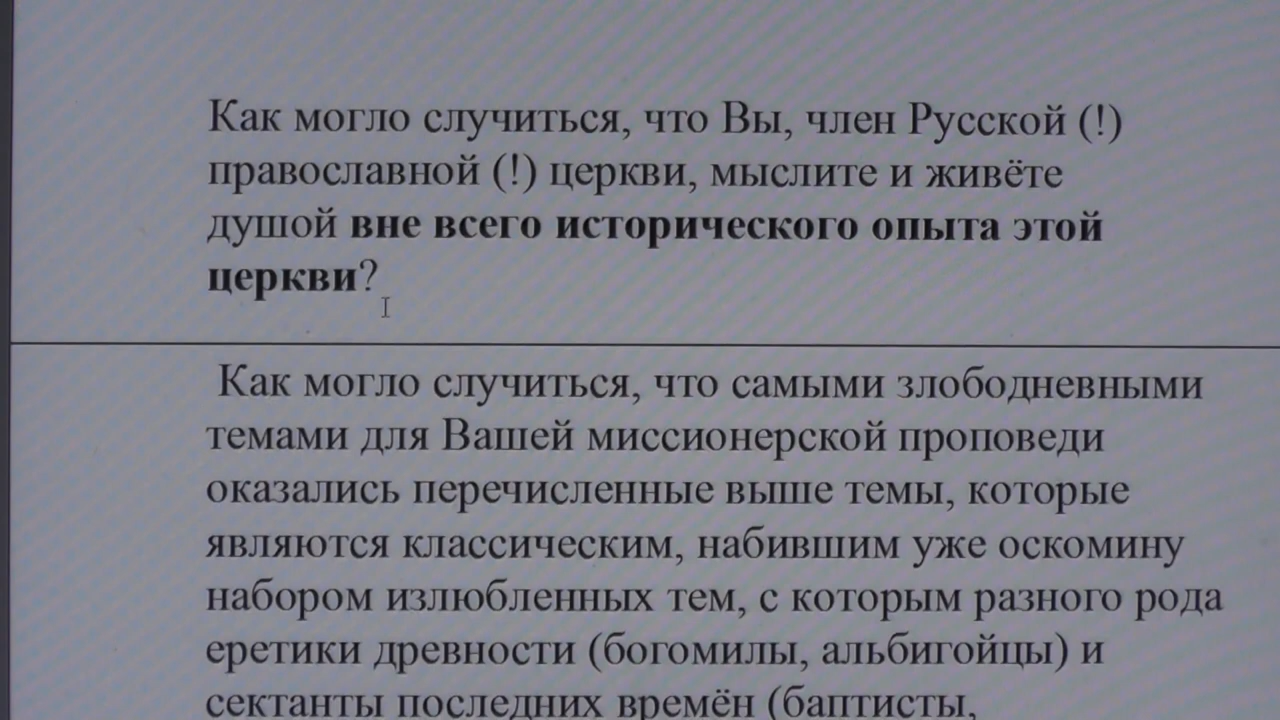 Как могло случиться, что Вы, член Русской (!)
православной (!) церкви, мыслите и живёте
душой вне всего исторического опыта этой
церкви?
Как могло случиться, что самыми злободневными
темами для Вашей миссионерской проповеди
оказались перечисленные выше темы, которые
являются классическим, набившим уже оскомину
набором излюбленных тем, с которым разного рода
еретики древности (богомилы, альбигойцы) и
сектанты последних времён (баптисты,